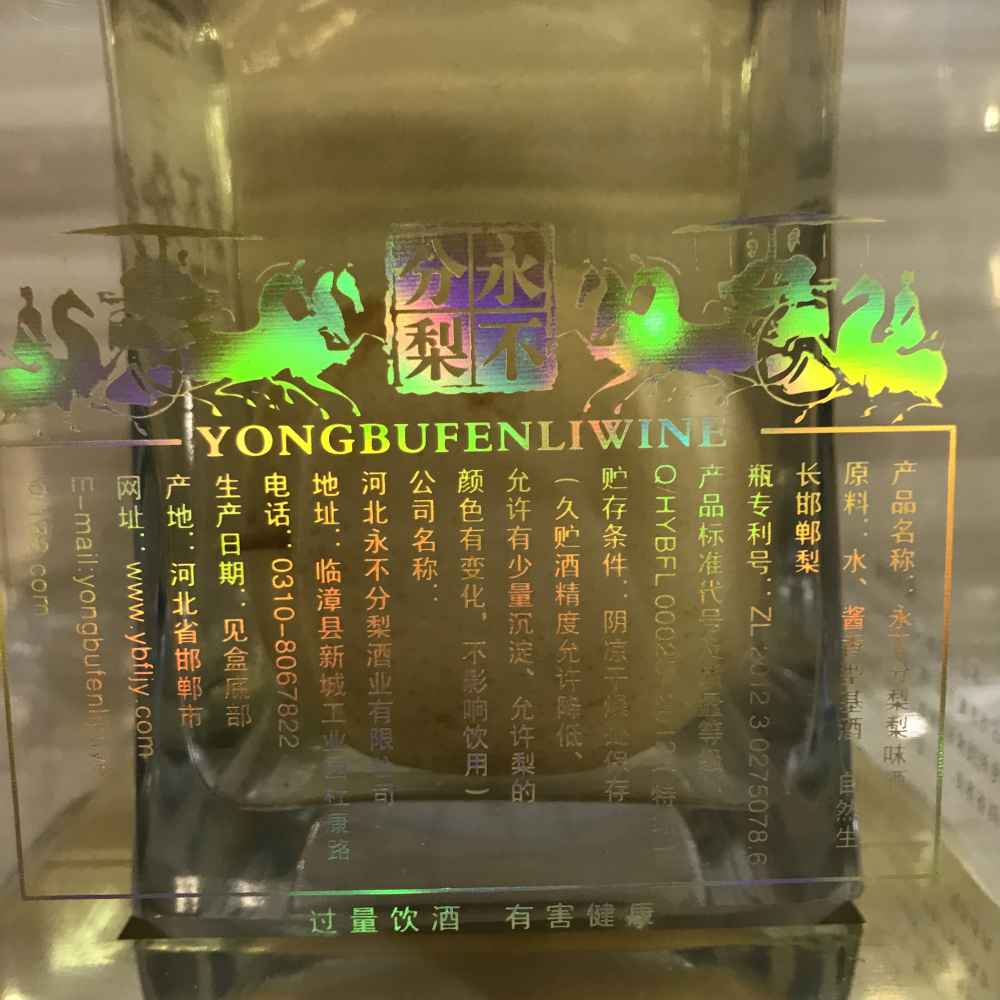 永不分梨
YONGBUFENLIWINE
产品名称：永不分梨梨味酒
原料：水、酱香型基酒、自然生
长邯郸梨
瓶专利号：ZL 2012 3 0275078.6
产品标准代号及质量等级：
QHYBFL 0002S
贮存条件：阴凉干燥处保存
（久贮酒精度允许降低、
允许有少量沉淀、允许梨的
颜色有变化，不影响饮用）
公司名称：
河北永不分梨酒业有限公司
地址：临漳县新城工业园杜康路
电话：0310-8067822
生产日期：见盒底部
产地：河北省邯郸市
网址：www.ybfljy.com
E-mail:yongbufenlijy
.com
过量饮酒 有害健康